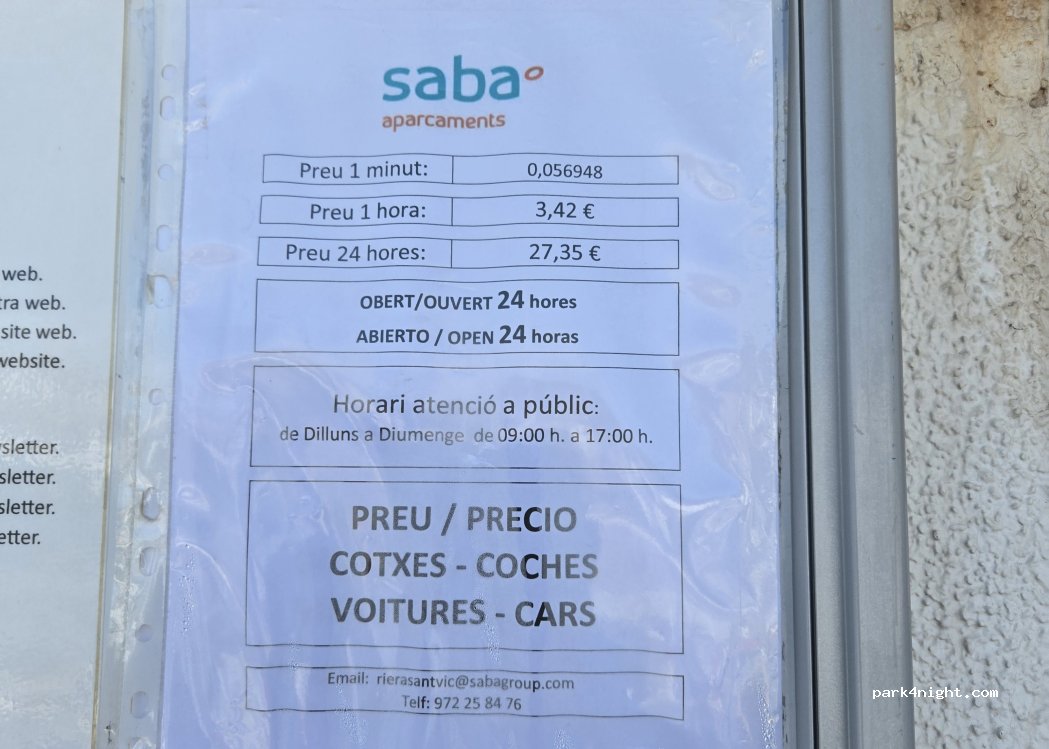 web.
tra web.
site web.
website.
sletter.
sletter.
sletter.
etter.
saba
aparcaments
Preu 1 minut: 0,056948
Preu 1 hora: 3,42 €
Preu 24 hores: 27,35 €
OBERT/OUVERT 24 hores
ABIERTO / OPEN 24 horas
Horari atenció a públic:
de Dilluns a Diumenge de 09:00 h. a 17:00 h.
PREU / PRECIO
COTXES - COCHES
VOITURES - CARS
Email: rierasantvic@sabagroup.com
Telf: 972 25 84 76
park4night.com